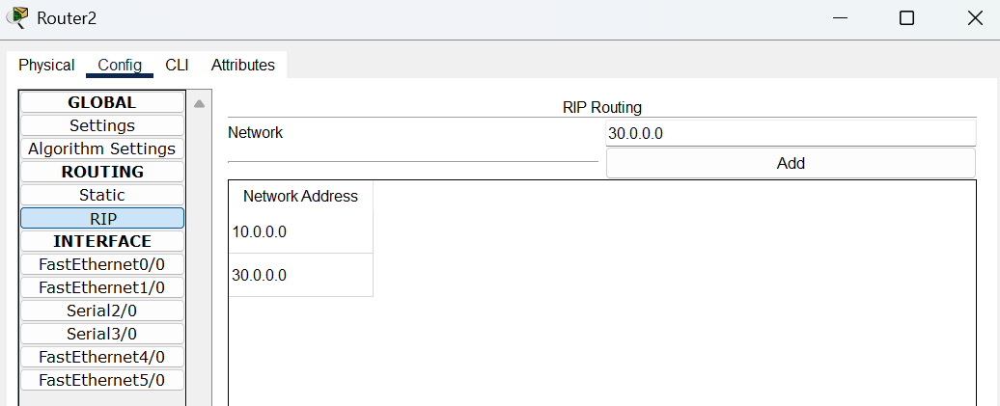 Router2
Physical Config CLI Attributes
GLOBAL
Settings
Algorithm Settings
ROUTING
Static
RIP
INTERFACE
FastEthernet0/0
FastEthernet1/0
Serial2/0
Serial3/0
FastEthernet4/0
FastEthernet5/0
RIP Routing
Network 30.0.0.0
Add
Network Address
10.0.0.0
30.0.0.0